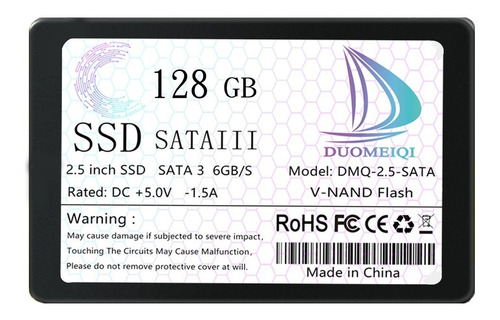 128 GB
SSD SATAIII
DUOMEIQI
2.5 inch SSD SATA 3 6GB/S
Model: DMQ-2.5-SATA
Rated: DC +5.0V -1.5A
V-NAND Flash
Warning :
May cause damage if subjected to severe impact,
Touching The Circuits May Cause Malfunction,
Please do not remove protective cover at will.
RoHS FC CE
Made in China